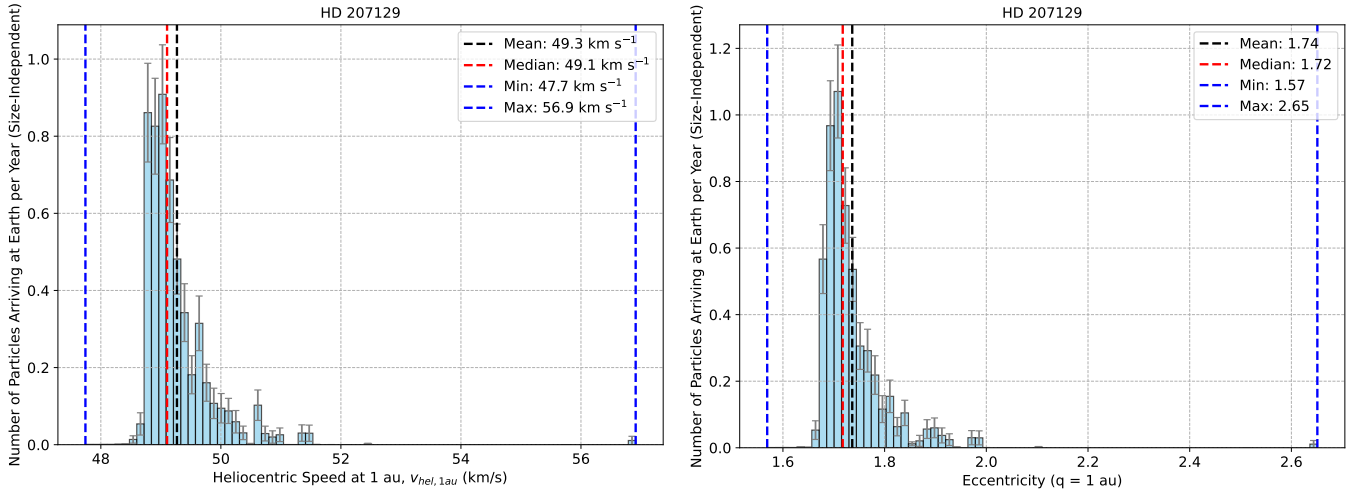 HD 207129
Number of Particles Arriving at Earth per Year (Size-Independent)
1.0
0.8
0.6
0.4
0.2
0.0
Mean: 49.3 km s⁻¹
Median: 49.1 km s⁻¹
Min: 47.7 km s⁻¹
Max: 56.9 km s⁻¹
48 50 52 54 56
Heliocentric Speed at 1 au, v_{hel, 1au} (km/s)
HD 207129
Number of Particles Arriving at Earth per Year (Size-Independent)
1.2
1.0
0.8
0.6
0.4
0.2
0.0
Mean: 1.74
Median: 1.72
Min: 1.57
Max: 2.65
1.6 1.8 2.0 2.2 2.4 2.6
Eccentricity (q = 1 au)